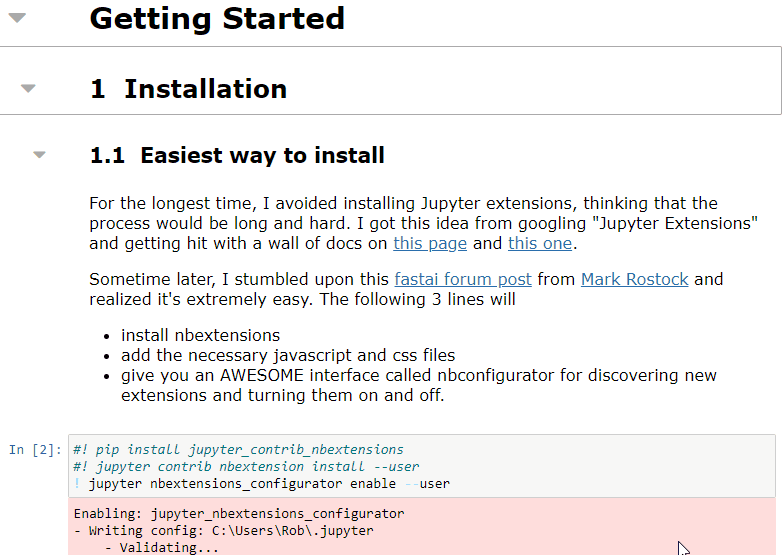 Getting Started
1 Installation
1.1 Easiest way to install
For the longest time, I avoided installing Jupyter extensions, thinking that the
process would be long and hard. I got this idea from googling "Jupyter Extensions"
and getting hit with a wall of docs on this page and this one.
Sometime later, I stumbled upon this fastai forum post from Mark Rostock and
realized it's extremely easy. The following 3 lines will
• install nbextensions
• add the necessary javascript and css files
• give you an AWESOME interface called nbconfigurator for discovering new
extensions and turning them on and off.
In [2]: #! pip install jupyter_contrib_nbextensions
#! jupyter contrib nbextension install --user
! jupyter nbextensions_configurator enable --user
Enabling: jupyter_nbextensions_configurator
- Writing config: C:\Users\Rob\.jupyter
- Validating...